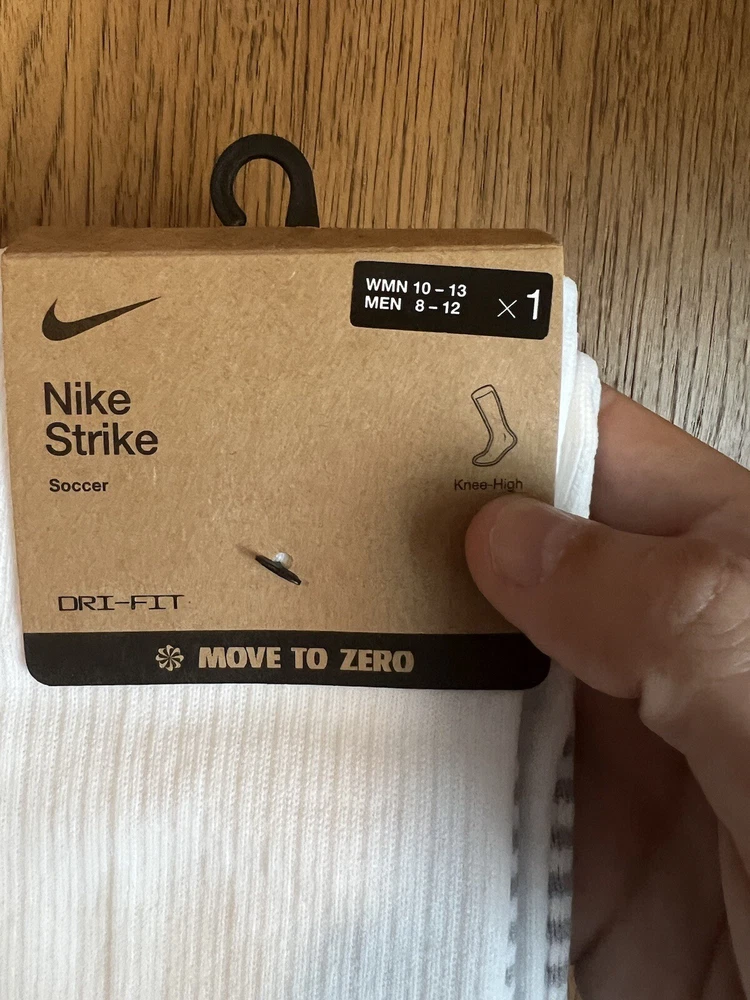 WMN 10 – 13
MEN 8 – 12
×1
Nike
Strike
Soccer
Knee-High
DRI-FIT
MOVE TO ZERO